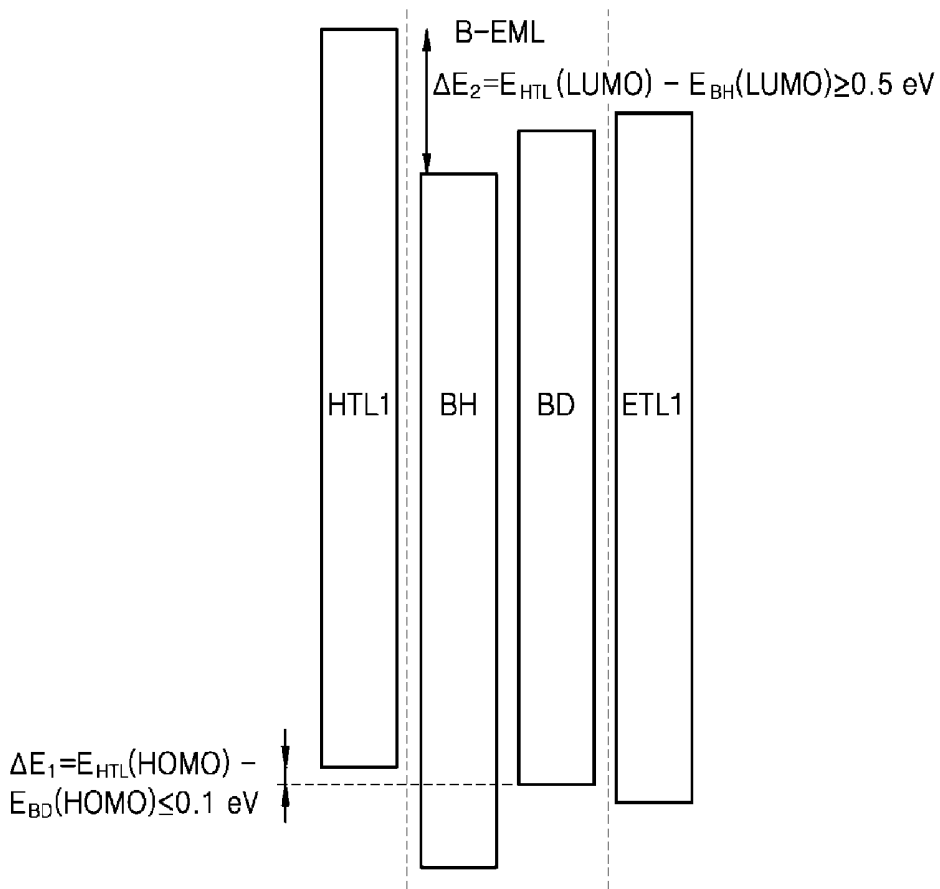 B-EML
ΔE₂=E_HTL(LUMO) - E_BH(LUMO)≥0.5 eV
HTL1
BH
BD
ETL1
ΔE₁=E_HTL(HOMO) -
E_BD(HOMO)≤0.1 eV